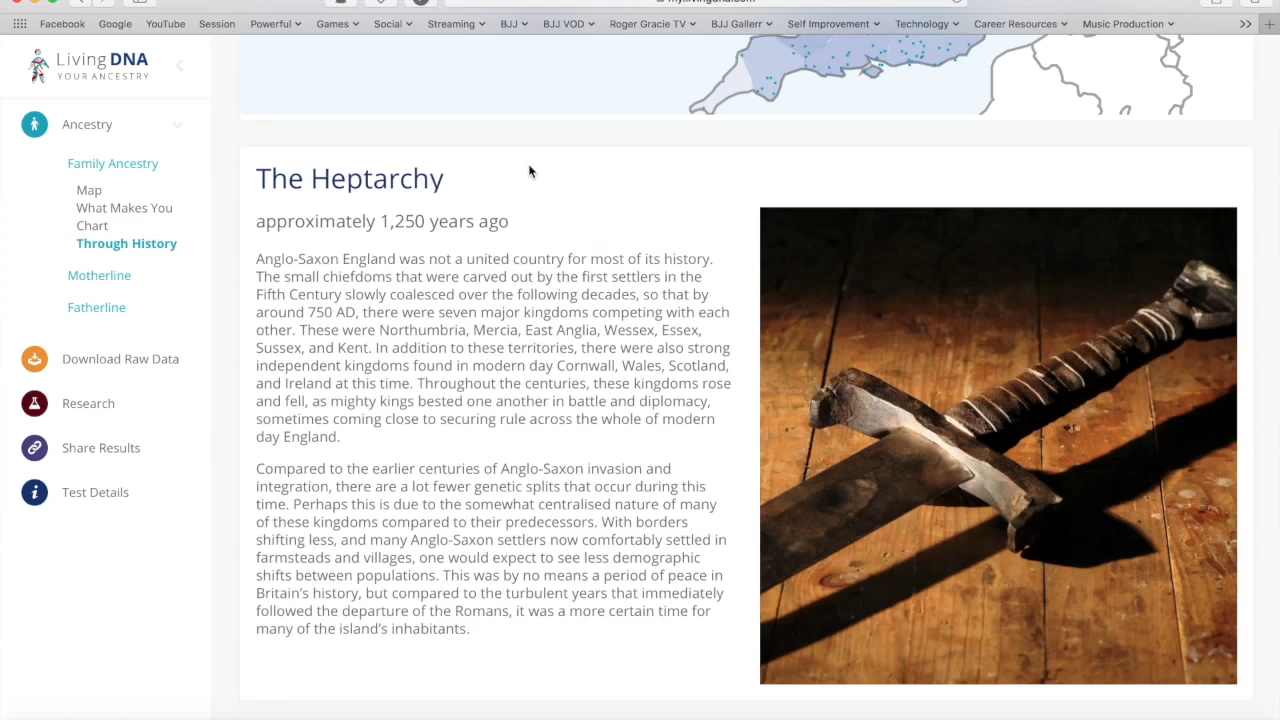 Facebook Google YouTube Session Powerful Games Social Streaming BJJ BJJ VOD Roger Gracie TV BJJ Gallerr Self Improvement Technology Career Resources Music Production
Living DNA
YOUR ANCESTRY
Ancestry
Family Ancestry
Map
What Makes You
Chart
Through History
Motherline
Fatherline
Download Raw Data
Research
Share Results
Test Details
The Heptarchy
approximately 1,250 years ago
Anglo-Saxon England was not a united country for most of its history.
The small chiefdoms that were carved out by the first settlers in the
Fifth Century slowly coalesced over the following decades, so that by
around 750 AD, there were seven major kingdoms competing with each
other. These were Northumbria, Mercia, East Anglia, Wessex, Essex,
Sussex, and Kent. In addition to these territories, there were also strong
independent kingdoms found in modern day Cornwall, Wales, Scotland,
and Ireland at this time. Throughout the centuries, these kingdoms rose
and fell, as mighty kings bested one another in battle and diplomacy,
sometimes coming close to securing rule across the whole of modern
day England.
Compared to the earlier centuries of Anglo-Saxon invasion and
integration, there are a lot fewer genetic splits that occur during this
time. Perhaps this is due to the somewhat centralised nature of many
of these kingdoms compared to their predecessors. With borders
shifting less, and many Anglo-Saxon settlers now comfortably settled in
farmsteads and villages, one would expect to see less demographic
shifts between populations. This was by no means a period of peace in
Britain's history, but compared to the turbulent years that immediately
followed the departure of the Romans, it was a more certain time for
many of the island's inhabitants.